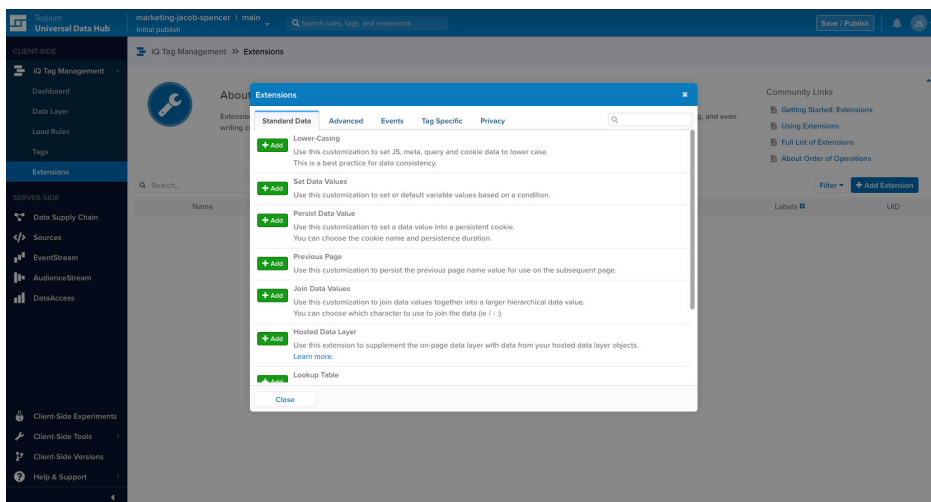 Tealium
Universal Data Hub
marketing-jacob-spencer | main
Initial publish
Search rules, tags, and extensions
Save / Publish
JS
CLIENT-SIDE
iQ Tag Management
Dashboard
Data Layer
Load Rules
Tags
Extensions
SERVER-SIDE
Data Supply Chain
Sources
EventStream
AudienceStream
DataAccess
Client-Side Experiments
Client-Side Tools
Client-Side Versions
Help & Support
iQ Tag Management >> Extensions
About
Extensio
writing c
g, and even
Community Links
Getting Started: Extensions
Using Extensions
Full List of Extensions
About Order of Operations
Search...
Filter
+ Add Extension
Name
Labels
UID
Extensions
Standard Data Advanced Events Tag Specific Privacy
+ Add
Lower-Casing
Use this customization to set JS, meta, query and cookie data to lower case.
This is a best practice for data consistency.
+ Add
Set Data Values
Use this customization to set or default variable values based on a condition.
+ Add
Persist Data Value
Use this customization to set a data value into a persistent cookie.
You can choose the cookie name and persistence duration.
+ Add
Previous Page
Use this customization to persist the previous page name value for use on the subsequent page.
+ Add
Join Data Values
Use this customization to join data values together into a larger hierarchical data value.
You can choose which character to use to join the data (ie / - :)
+ Add
Hosted Data Layer
Use this extension to supplement the on-page data layer with data from your hosted data layer objects.
Learn more.
+ Add
Lookup Table
Close